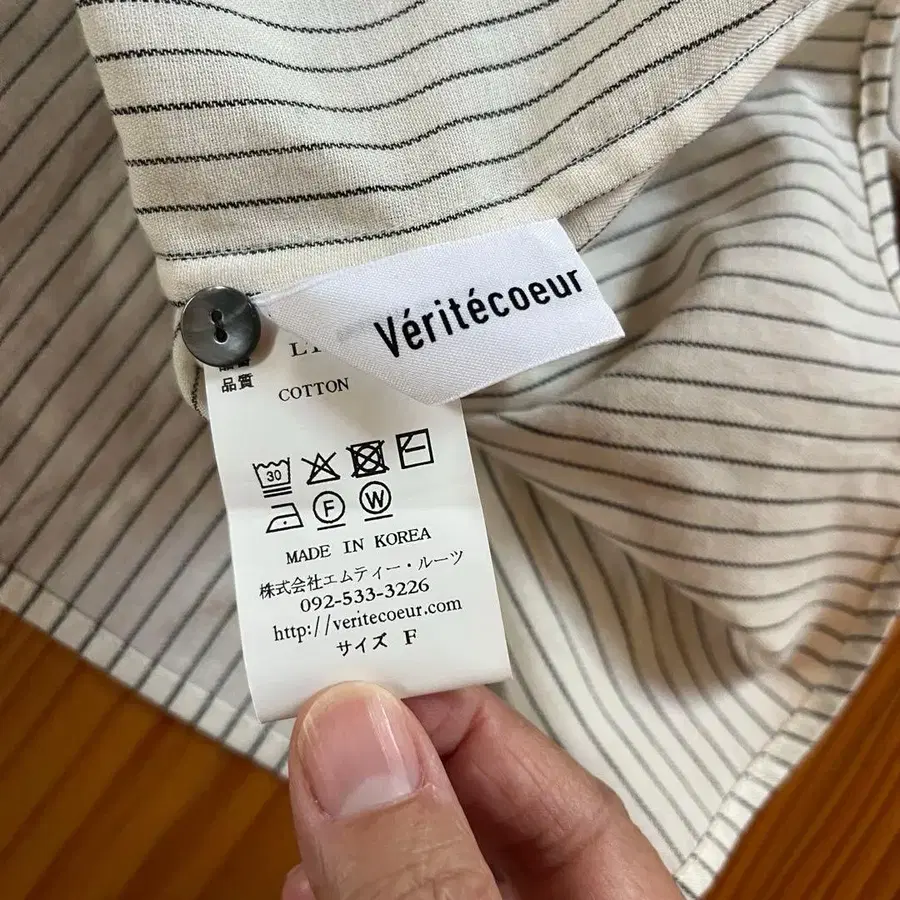 Véritécoeur
品質
COTTON
30
F
W
MADE IN KOREA
株式会社エムティー・ルーツ
092-533-3226
http://veritecoeur.com
サイズ F